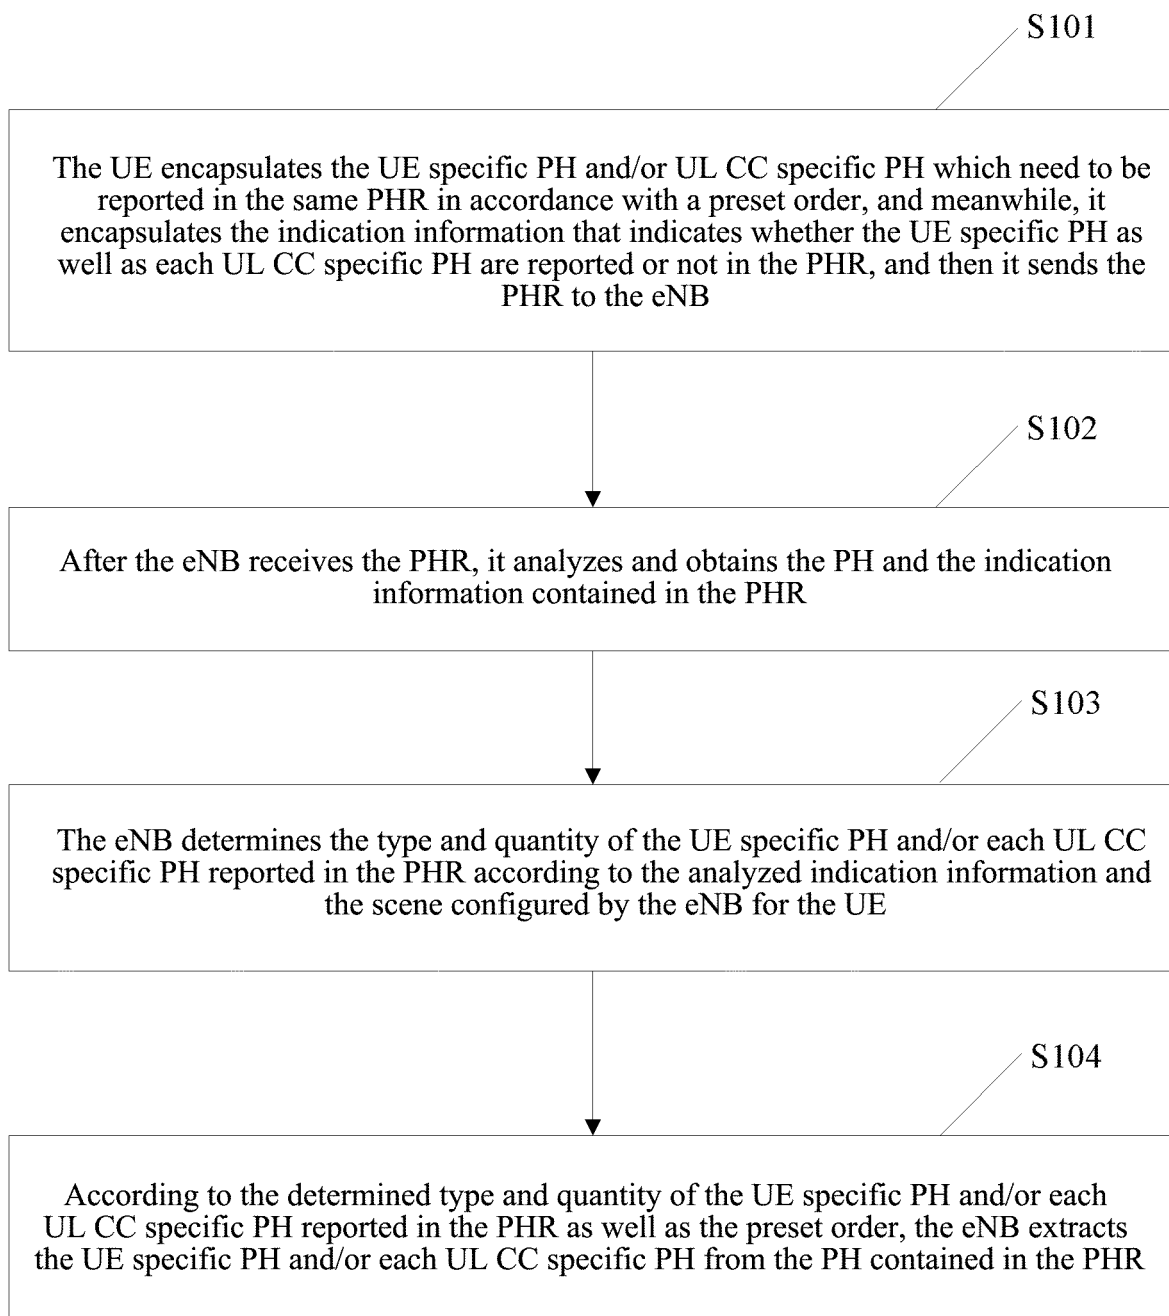 S101
The UE encapsulates the UE specific PH and/or UL CC specific PH which need to be
reported in the same PHR in accordance with a preset order, and meanwhile, it
encapsulates the indication information that indicates whether the UE specific PH as
well as each UL CC specific PH are reported or not in the PHR, and then it sends the
PHR to the eNB
S102
After the eNB receives the PHR, it analyzes and obtains the PH and the indication
information contained in the PHR
S103
The eNB determines the type and quantity of the UE specific PH and/or each UL CC
specific PH reported in the PHR according to the analyzed indication information and
the scene configured by the eNB for the UE
S104
According to the determined type and quantity of the UE specific PH and/or each
UL CC specific PH reported in the PHR as well as the preset order, the eNB extracts
the UE specific PH and/or each UL CC specific PH from the PH contained in the PHR